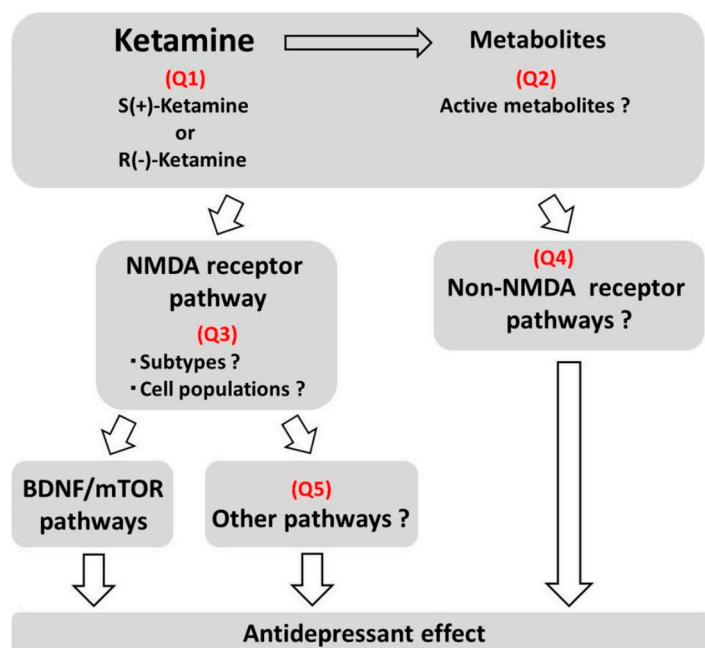 Ketamine
Metabolites
(Q1)
S(+)-Ketamine
or
R(-)-Ketamine
(Q2)
Active metabolites ?
NMDA receptor
pathway
(Q3)
・Subtypes ?
・Cell populations ?
(Q4)
Non-NMDA receptor
pathways ?
BDNF/mTOR
pathways
(Q5)
Other pathways ?
Antidepressant effect